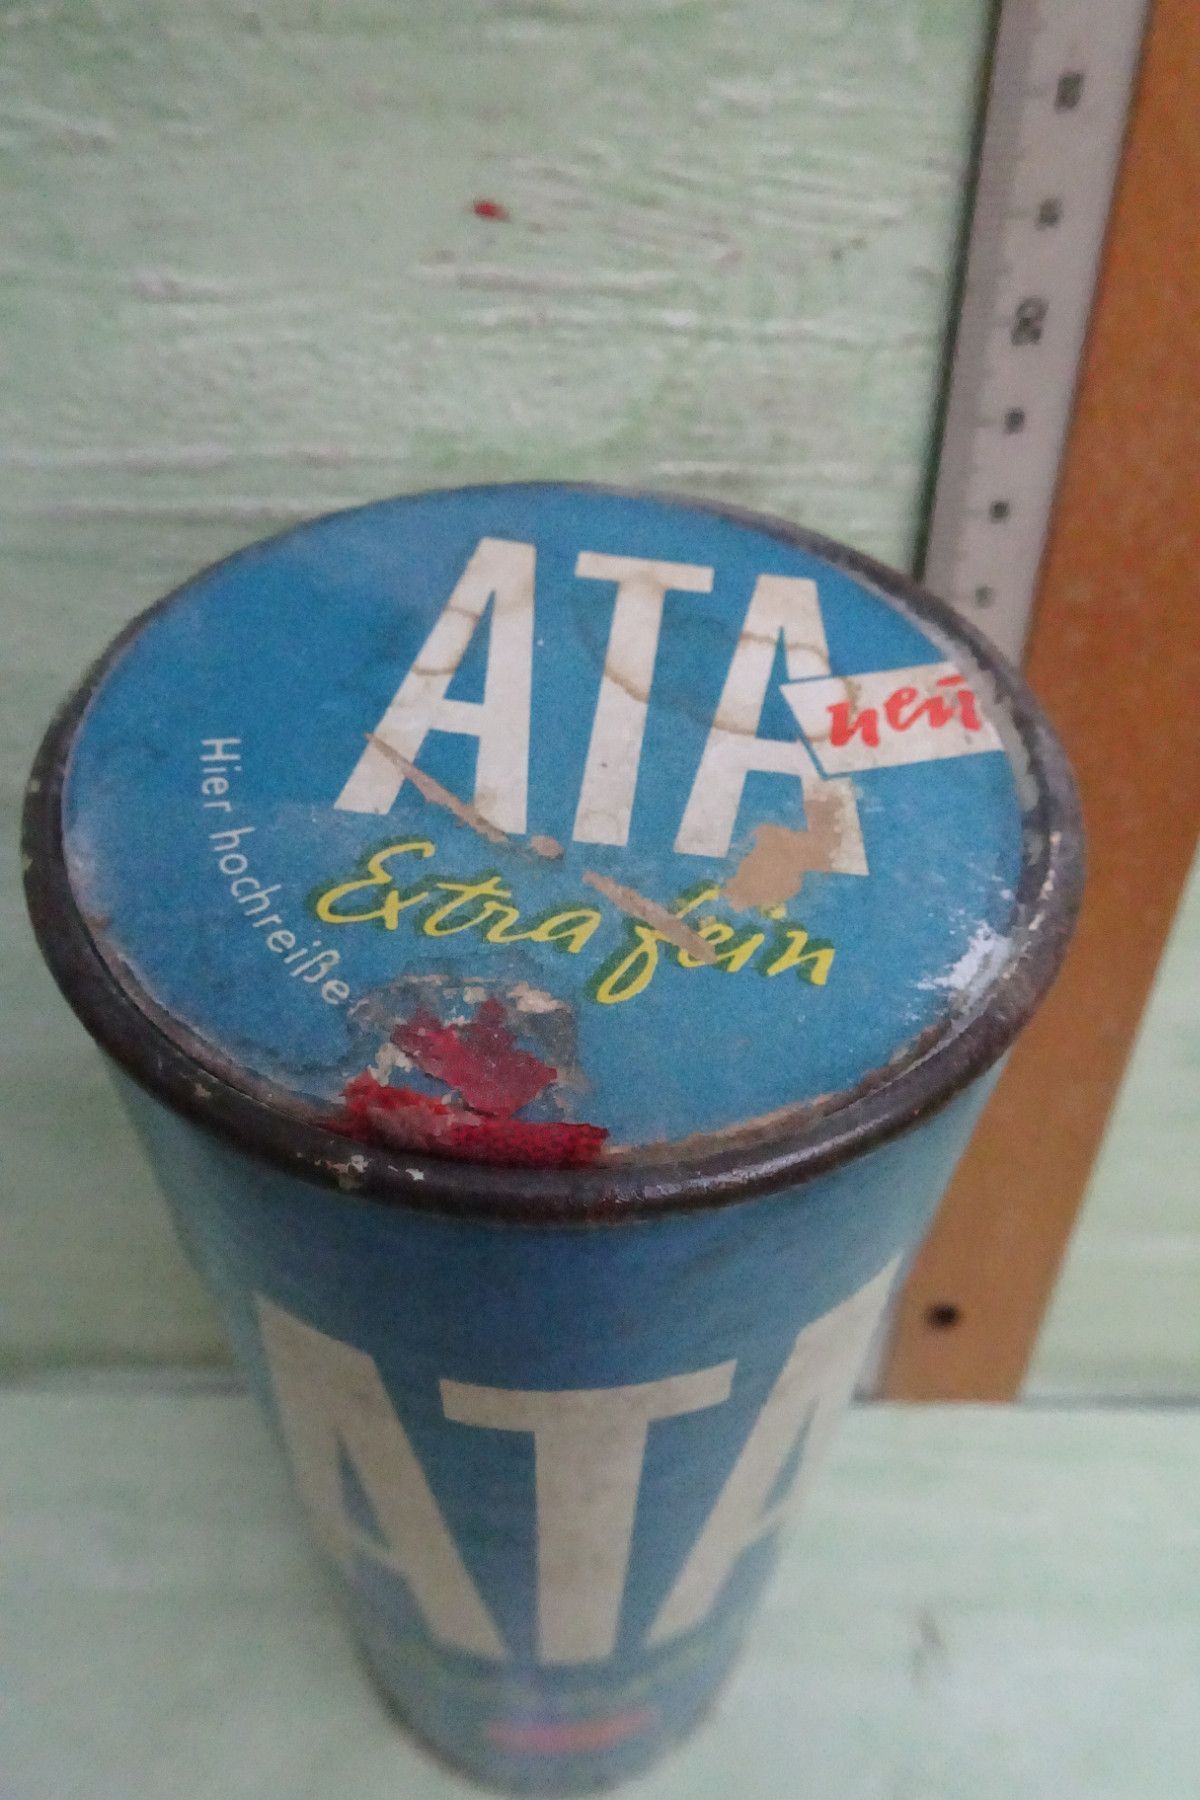 ATA
neu
Extra fein
Hier hochreiße
ATA